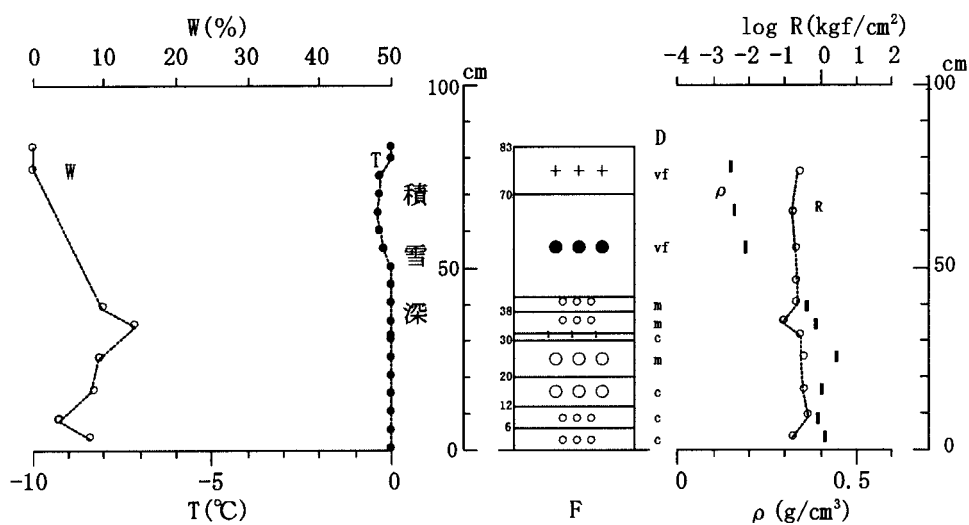 W(%)
0 10 20 30 40 50
cm
100
50
0
W
T
積
雪
深
-10 -5 0
T(℃)
83
70
38
30
12
6
D
vf
vf
m
m
c
m
c
c
c
F
log R(kgf/cm²)
-4 -3 -2 -1 0 1 2
cm
100
50
0
ρ
R
0 0.5
ρ (g/cm³)